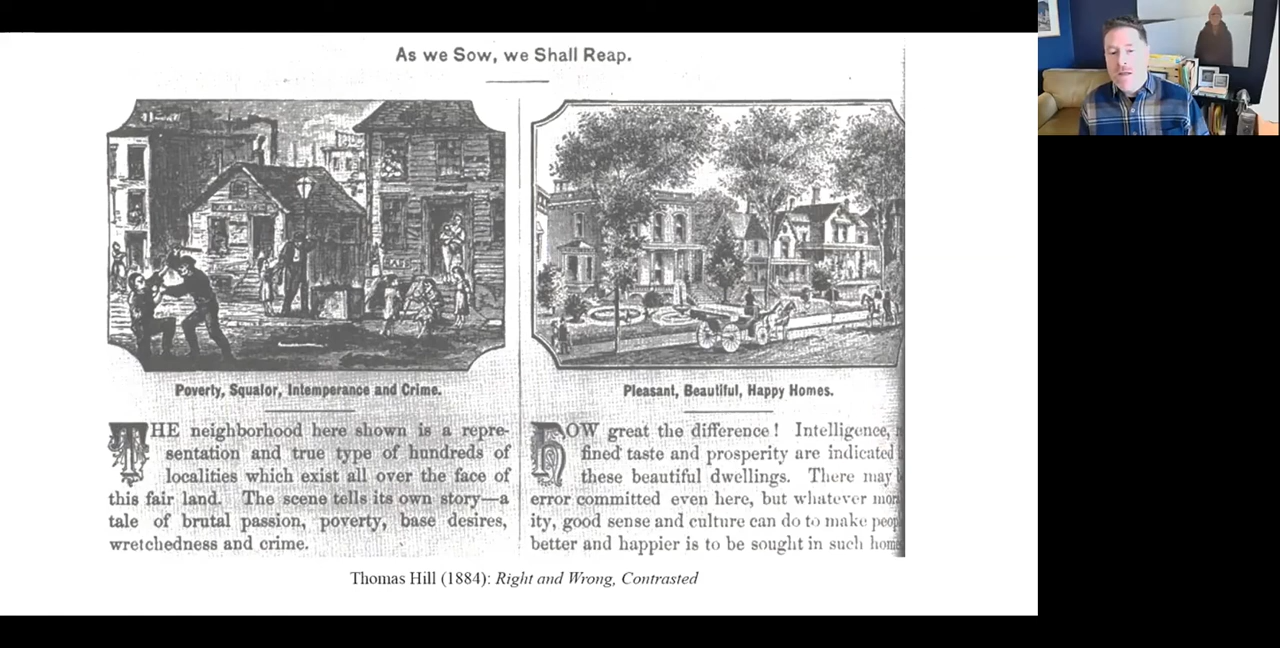 As we Sow, we Shall Reap.
Poverty, Squalor, Intemperance and Crime.
THE neighborhood here shown is a repre-
sentation and true type of hundreds of
localities which exist all over the face of
this fair land. The scene tells its own story—a
tale of brutal passion, poverty, base desires,
wretchedness and crime.
Pleasant, Beautiful, Happy Homes.
HOW great the difference! Intelligence,
fined taste and prosperity are indicated
these beautiful dwellings. There may
error committed even here, but whatever mor
ity, good sense and culture can do to make peop
better and happier is to be sought in such hom
Thomas Hill (1884): Right and Wrong, Contrasted